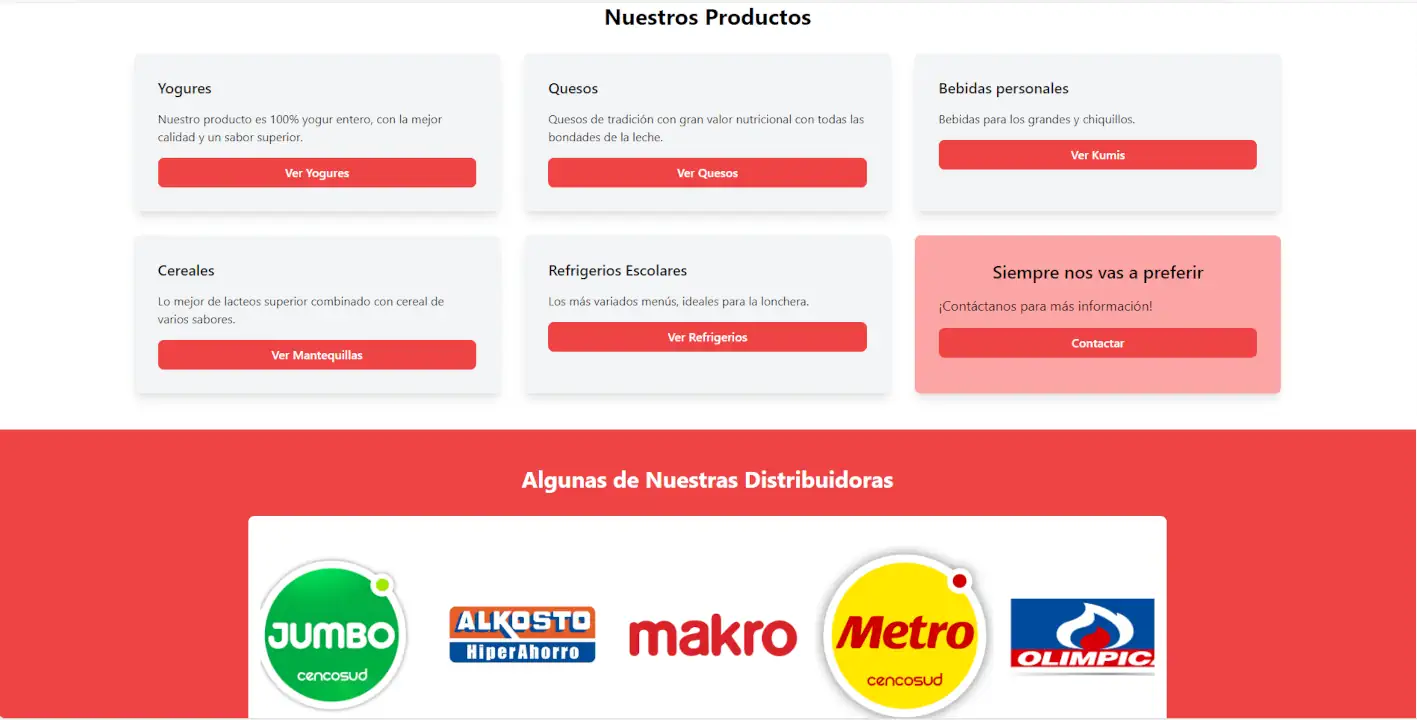 Nuestros Productos
Yogures
Nuestro producto es 100% yogur entero, con la mejor
calidad y un sabor superior.
Ver Yogures
Quesos
Quesos de tradición con gran valor nutricional con todas las
bondades de la leche.
Ver Quesos
Bebidas personales
Bebidas para los grandes y chiquíllos.
Ver Kumis
Cereales
Lo mejor de lacteos superior combinado con cereal de
varios sabores.
Ver Mantequillas
Refrigerios Escolares
Los más variados menús, ideales para la lonchera.
Ver Refrigerios
Siempre nos vas a preferir
¡Contáctanos para más información!
Contactar
Algunas de Nuestras Distribuidoras
JUMBO
cencosud
ALKOSTO
HiperAhorro
makro
Metro
cencosud
OLIMPIC